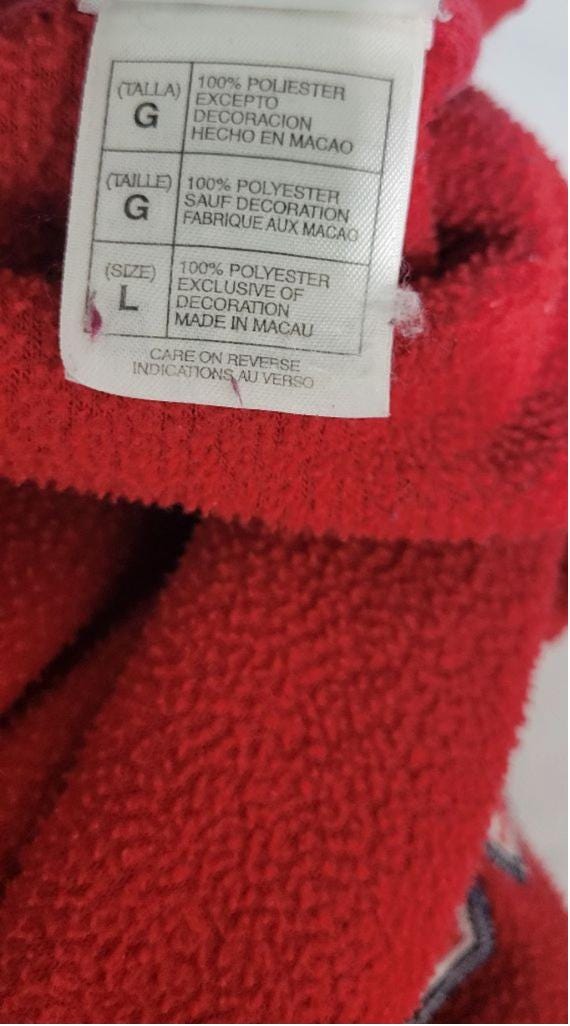 (TALLA)
G
100% POLIESTER
EXCEPTO
DECORACION
HECHO EN MACAO
(TAILLE)
G
100% POLYESTER
SAUF DECORATION
FABRIQUE AUX MACAO
(SIZE)
L
100% POLYESTER
EXCLUSIVE OF
DECORATION
MADE IN MACAU
CARE ON REVERSE
INDICATIONS AU VERSO